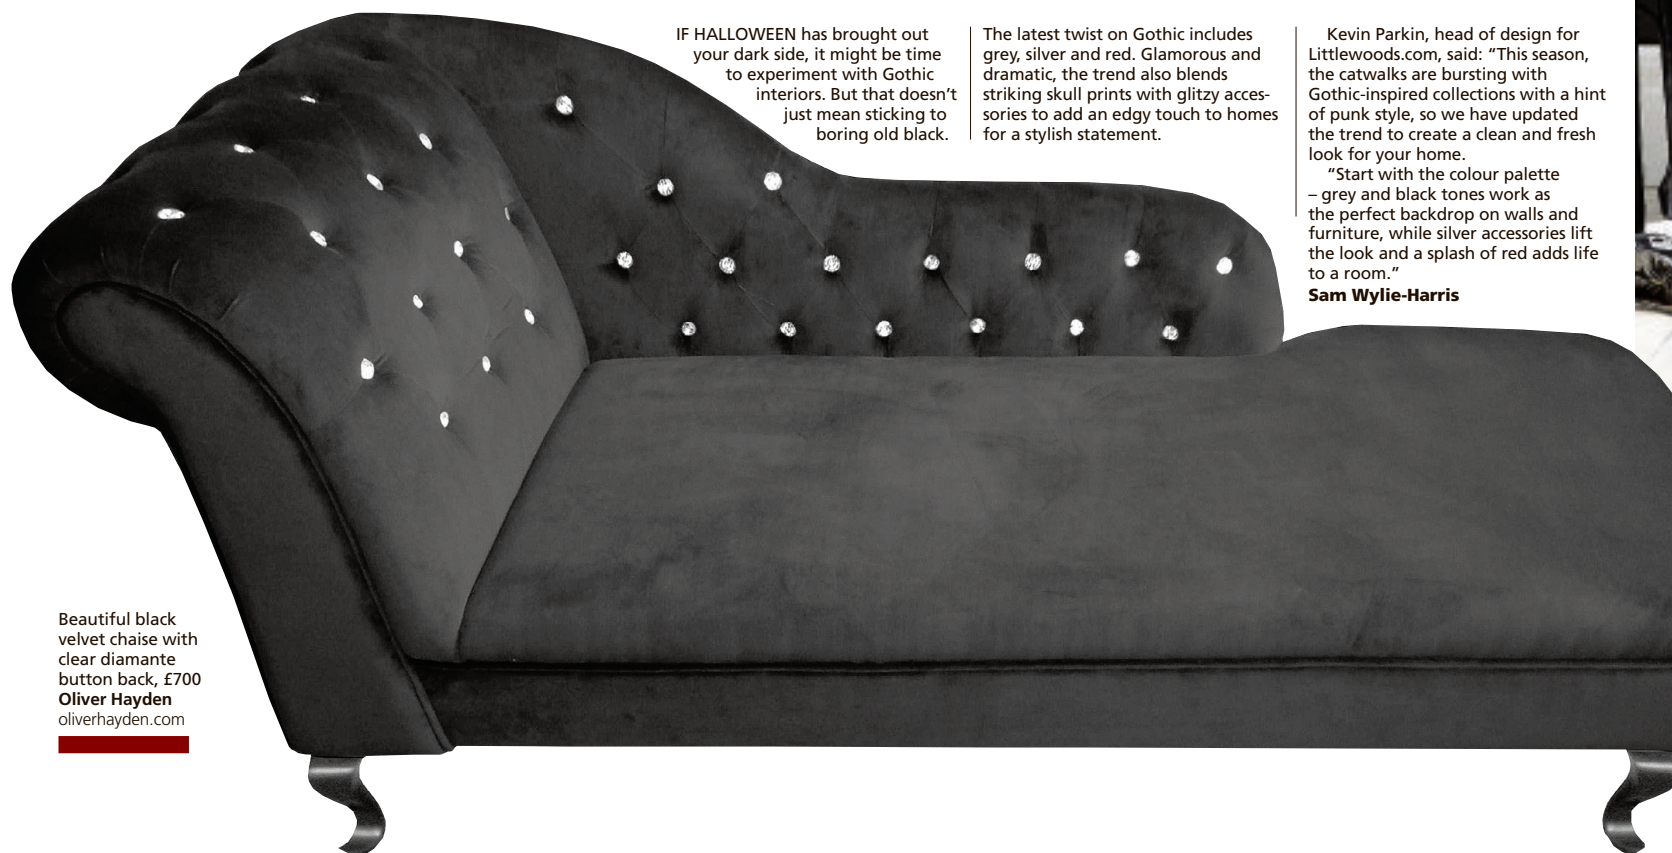 IF HALLOWEEN has brought out
your dark side, it might be time
to experiment with Gothic
interiors. But that doesn’t
just mean sticking to
boring old black.
The latest twist on Gothic includes
grey, silver and red. Glamorous and
dramatic, the trend also blends
striking skull prints with glitzy acces-
sories to add an edgy touch to homes
for a stylish statement.
Kevin Parkin, head of design for
Littlewoods.com, said: “This season,
the catwalks are bursting with
Gothic-inspired collections with a hint
of punk style, so we have updated
the trend to create a clean and fresh
look for your home.
“Start with the colour palette
– grey and black tones work as
the perfect backdrop on walls and
furniture, while silver accessories lift
the look and a splash of red adds life
to a room.”
Sam Wylie-Harris
Beautiful black
velvet chaise with
clear diamante
button back, £700
Oliver Hayden
oliverhayden.com